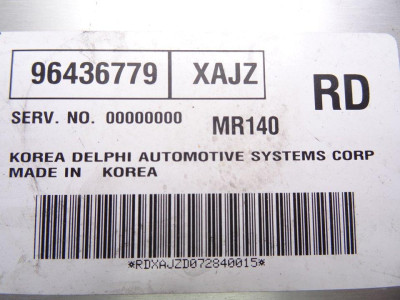 96436779 XAJZ RD
SERV. NO. 00000000 MR140
KOREA DELPHI AUTOMOTIVE SYSTEMS CORP
MADE IN KOREA
*RDXAJZD072840015*